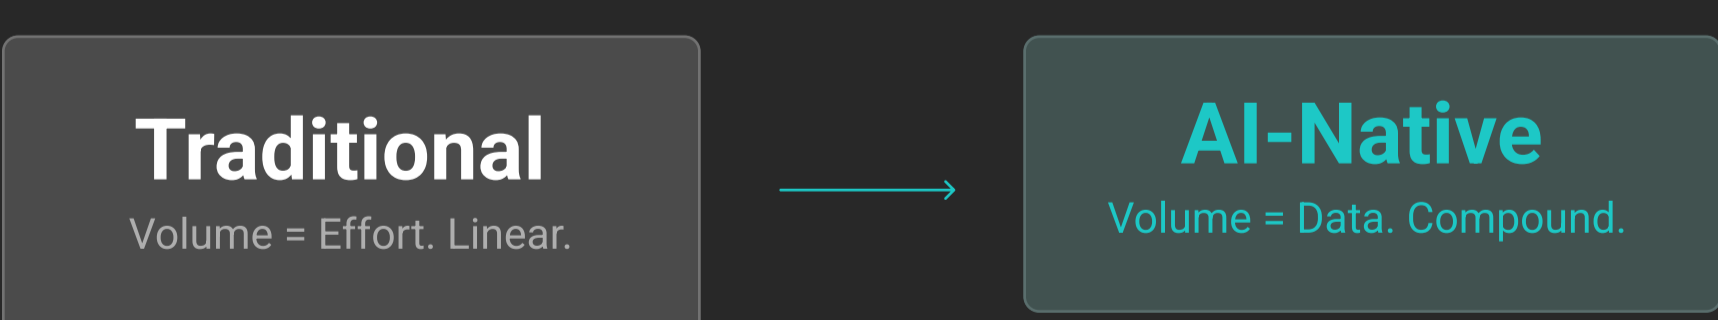 Traditional
Volume = Effort. Linear.
AI-Native
Volume = Data. Compound.